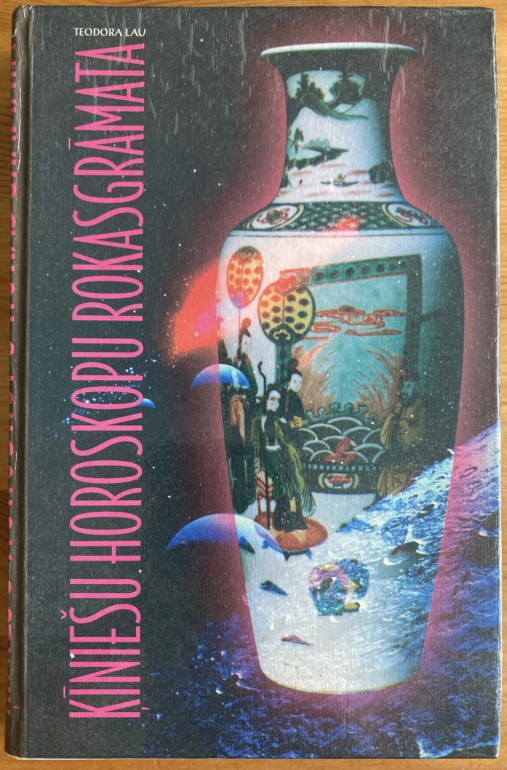 TEODORA LAU
ĶĪNIEŠU HOROSKOPU ROKASGRĀMATA